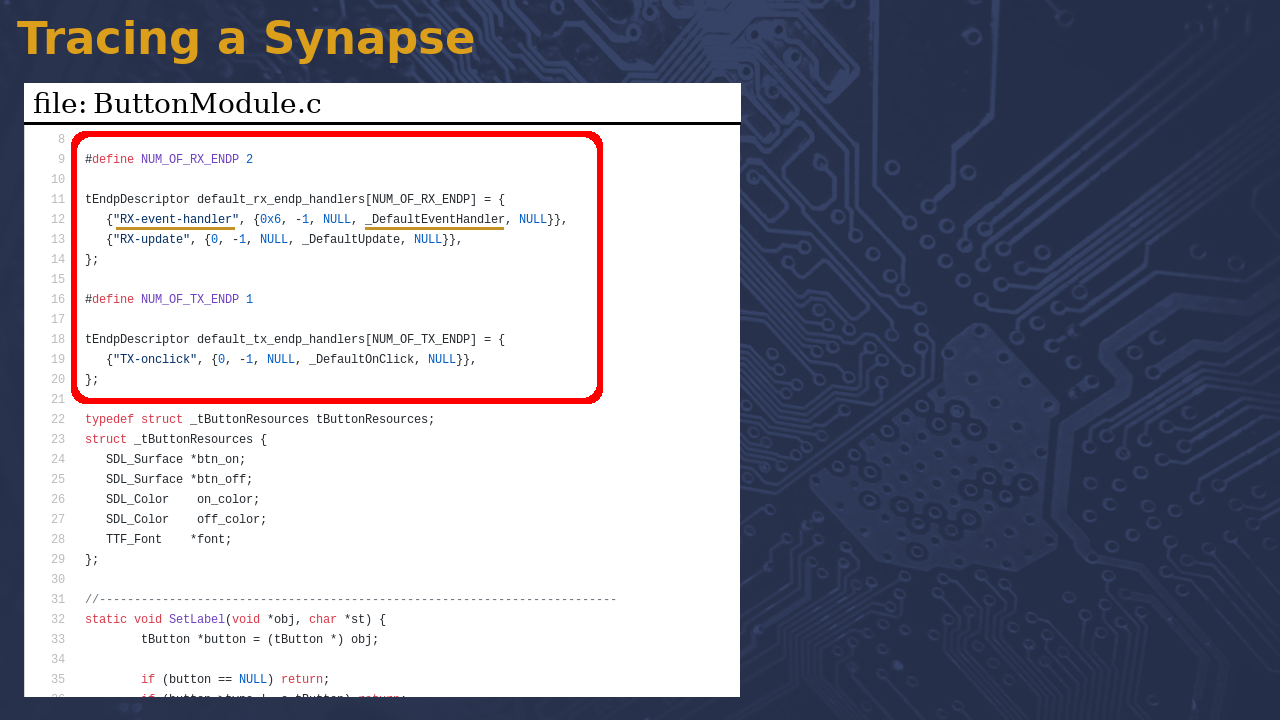 Tracing a Synapse
file: ButtonModule.c
8
9 #define NUM_OF_RX_ENDP 2
10
11 tEndpDescriptor default_rx_endp_handlers[NUM_OF_RX_ENDP] = {
12 {"RX-event-handler", {0x6, -1, NULL, _DefaultEventHandler, NULL}},
13 {"RX-update", {0, -1, NULL, _DefaultUpdate, NULL}},
14 };
15
16 #define NUM_OF_TX_ENDP 1
17
18 tEndpDescriptor default_tx_endp_handlers[NUM_OF_TX_ENDP] = {
19 {"TX-onclick", {0, -1, NULL, _DefaultOnClick, NULL}},
20 };
21
22 typedef struct _tButtonResources tButtonResources;
23 struct _tButtonResources {
24 SDL_Surface *btn_on;
25 SDL_Surface *btn_off;
26 SDL_Color on_color;
27 SDL_Color off_color;
28 TTF_Font *font;
29 };
30
31 //------------------------------------------------------------------------------
32 static void SetLabel(void *obj, char *st) {
33 tButton *button = (tButton *) obj;
34
35 if (button == NULL) return;